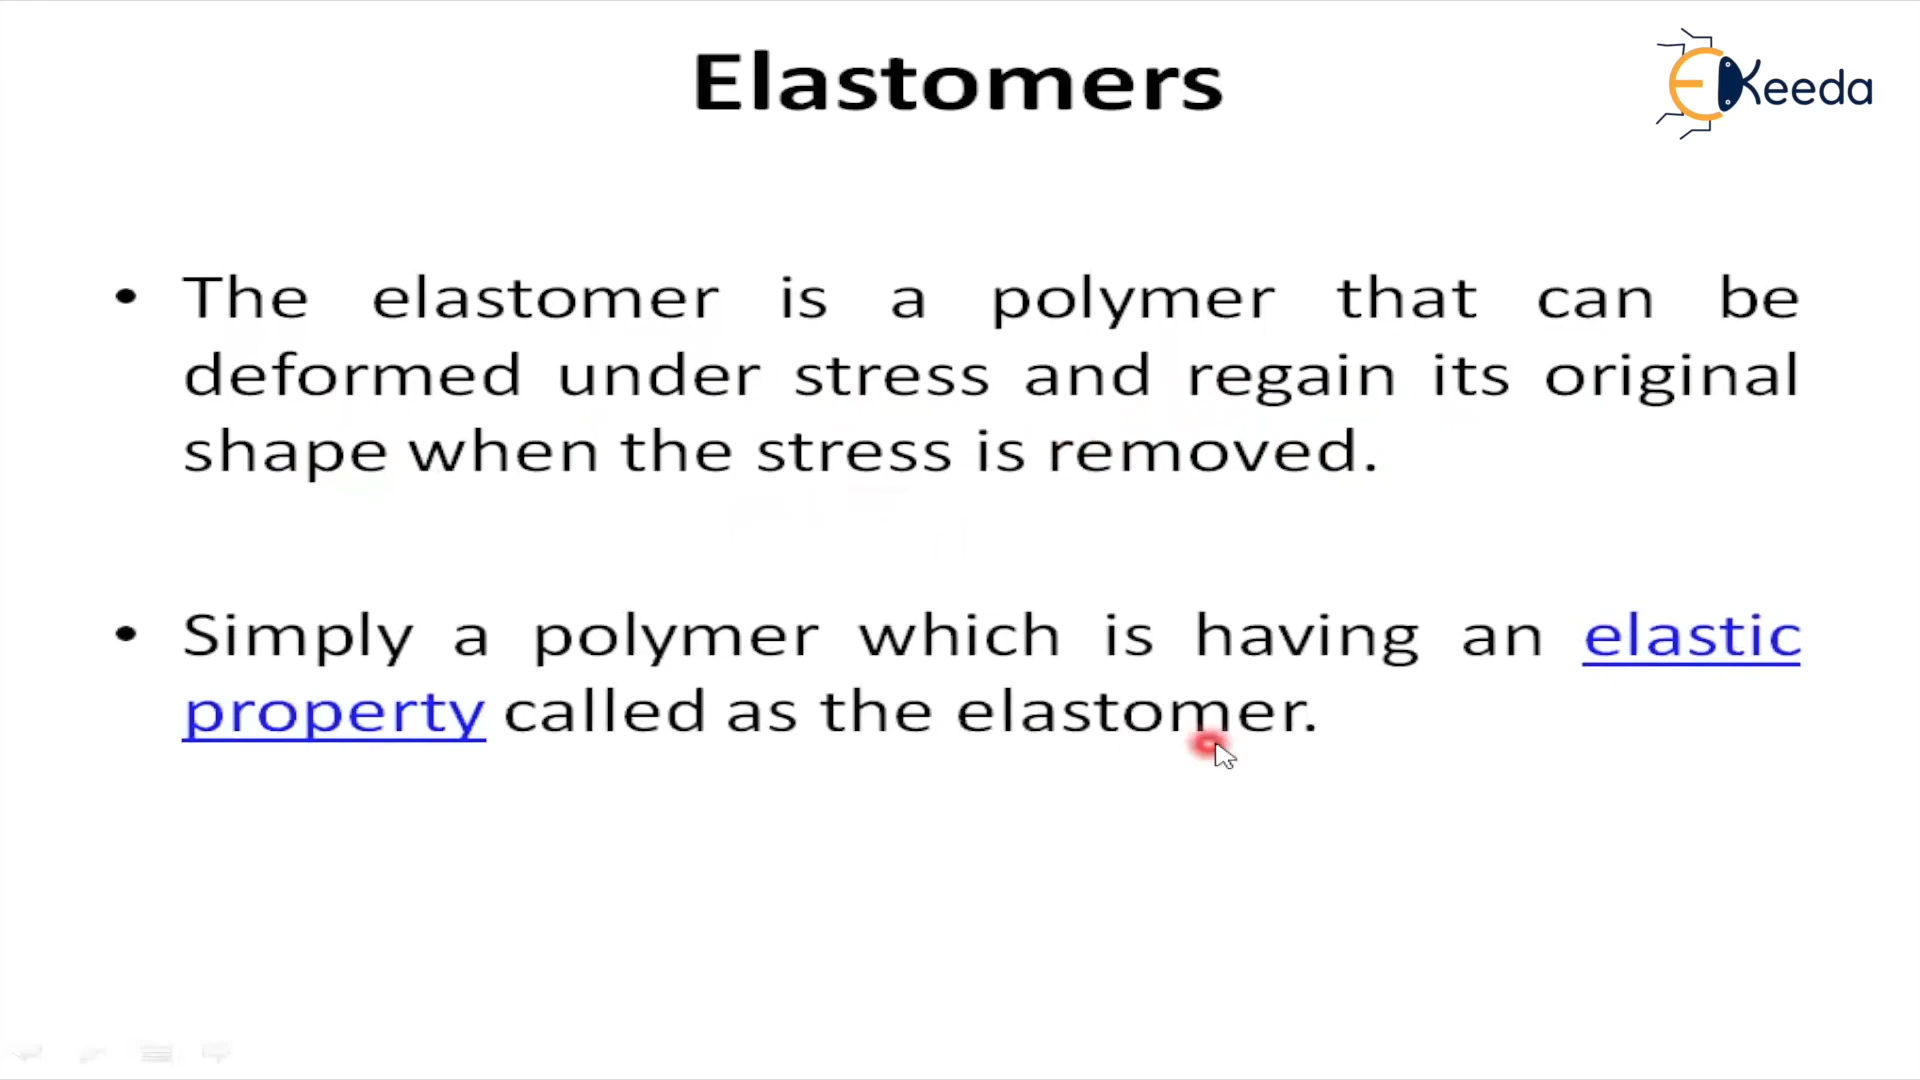 Elastomers
EKeeda
• The elastomer is a polymer that can be
deformed under stress and regain its original
shape when the stress is removed.
• Simply a polymer which is having an elastic
property called as the elastomer.